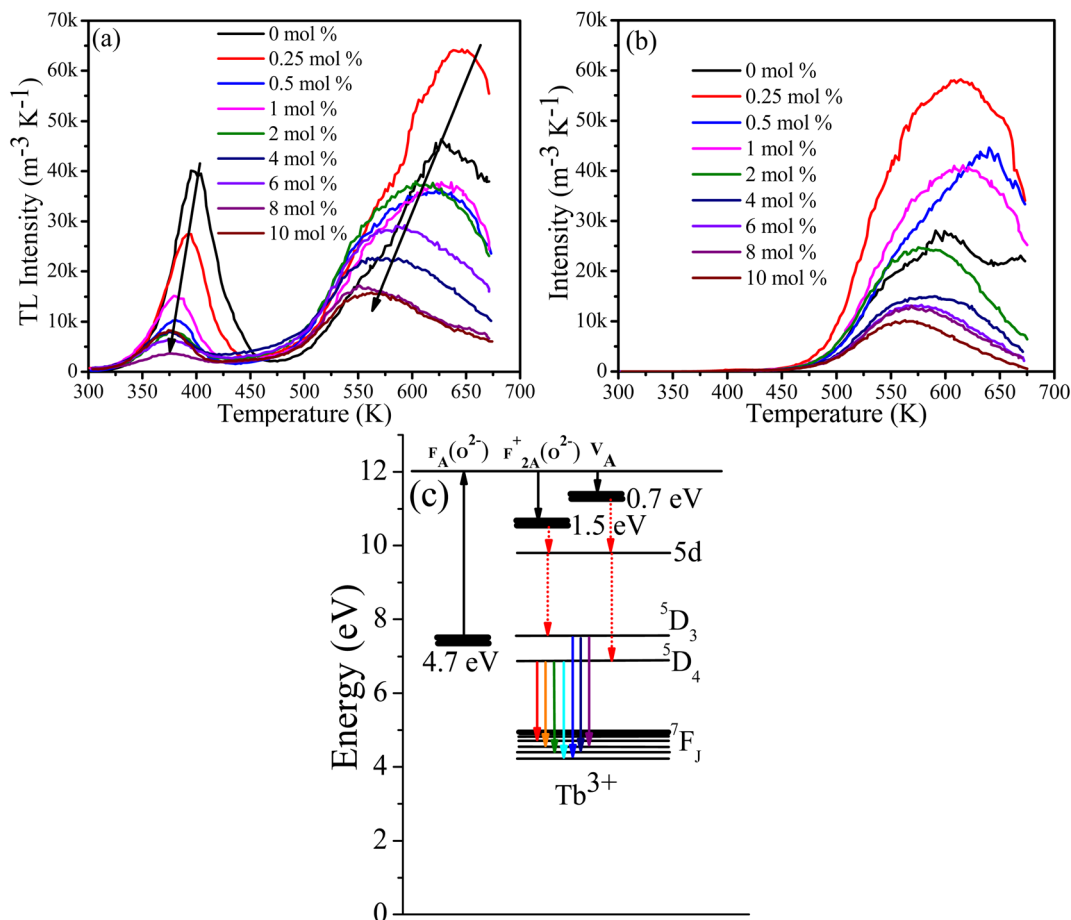 (a)
TL Intensity (m⁻³ K⁻¹)
70k
60k
50k
40k
30k
20k
10k
0
0 mol %
0.25 mol %
0.5 mol %
1 mol %
2 mol %
4 mol %
6 mol %
8 mol %
10 mol %
300 350 400 450 500 550 600 650 700
Temperature (K)
(b)
Intensity (m⁻³ K⁻¹)
70k
60k
50k
40k
30k
20k
10k
0
0 mol %
0.25 mol %
0.5 mol %
1 mol %
2 mol %
4 mol %
6 mol %
8 mol %
10 mol %
300 350 400 450 500 550 600 650 700
Temperature (K)
F_A(O²⁻) F⁺_2A(O²⁻) V_A
(c)
Energy (eV)
12
10
8
6
4
2
0
0.7 eV
1.5 eV
5d
⁵D₃
4.7 eV
⁵D₄
⁷F_J
Tb³⁺